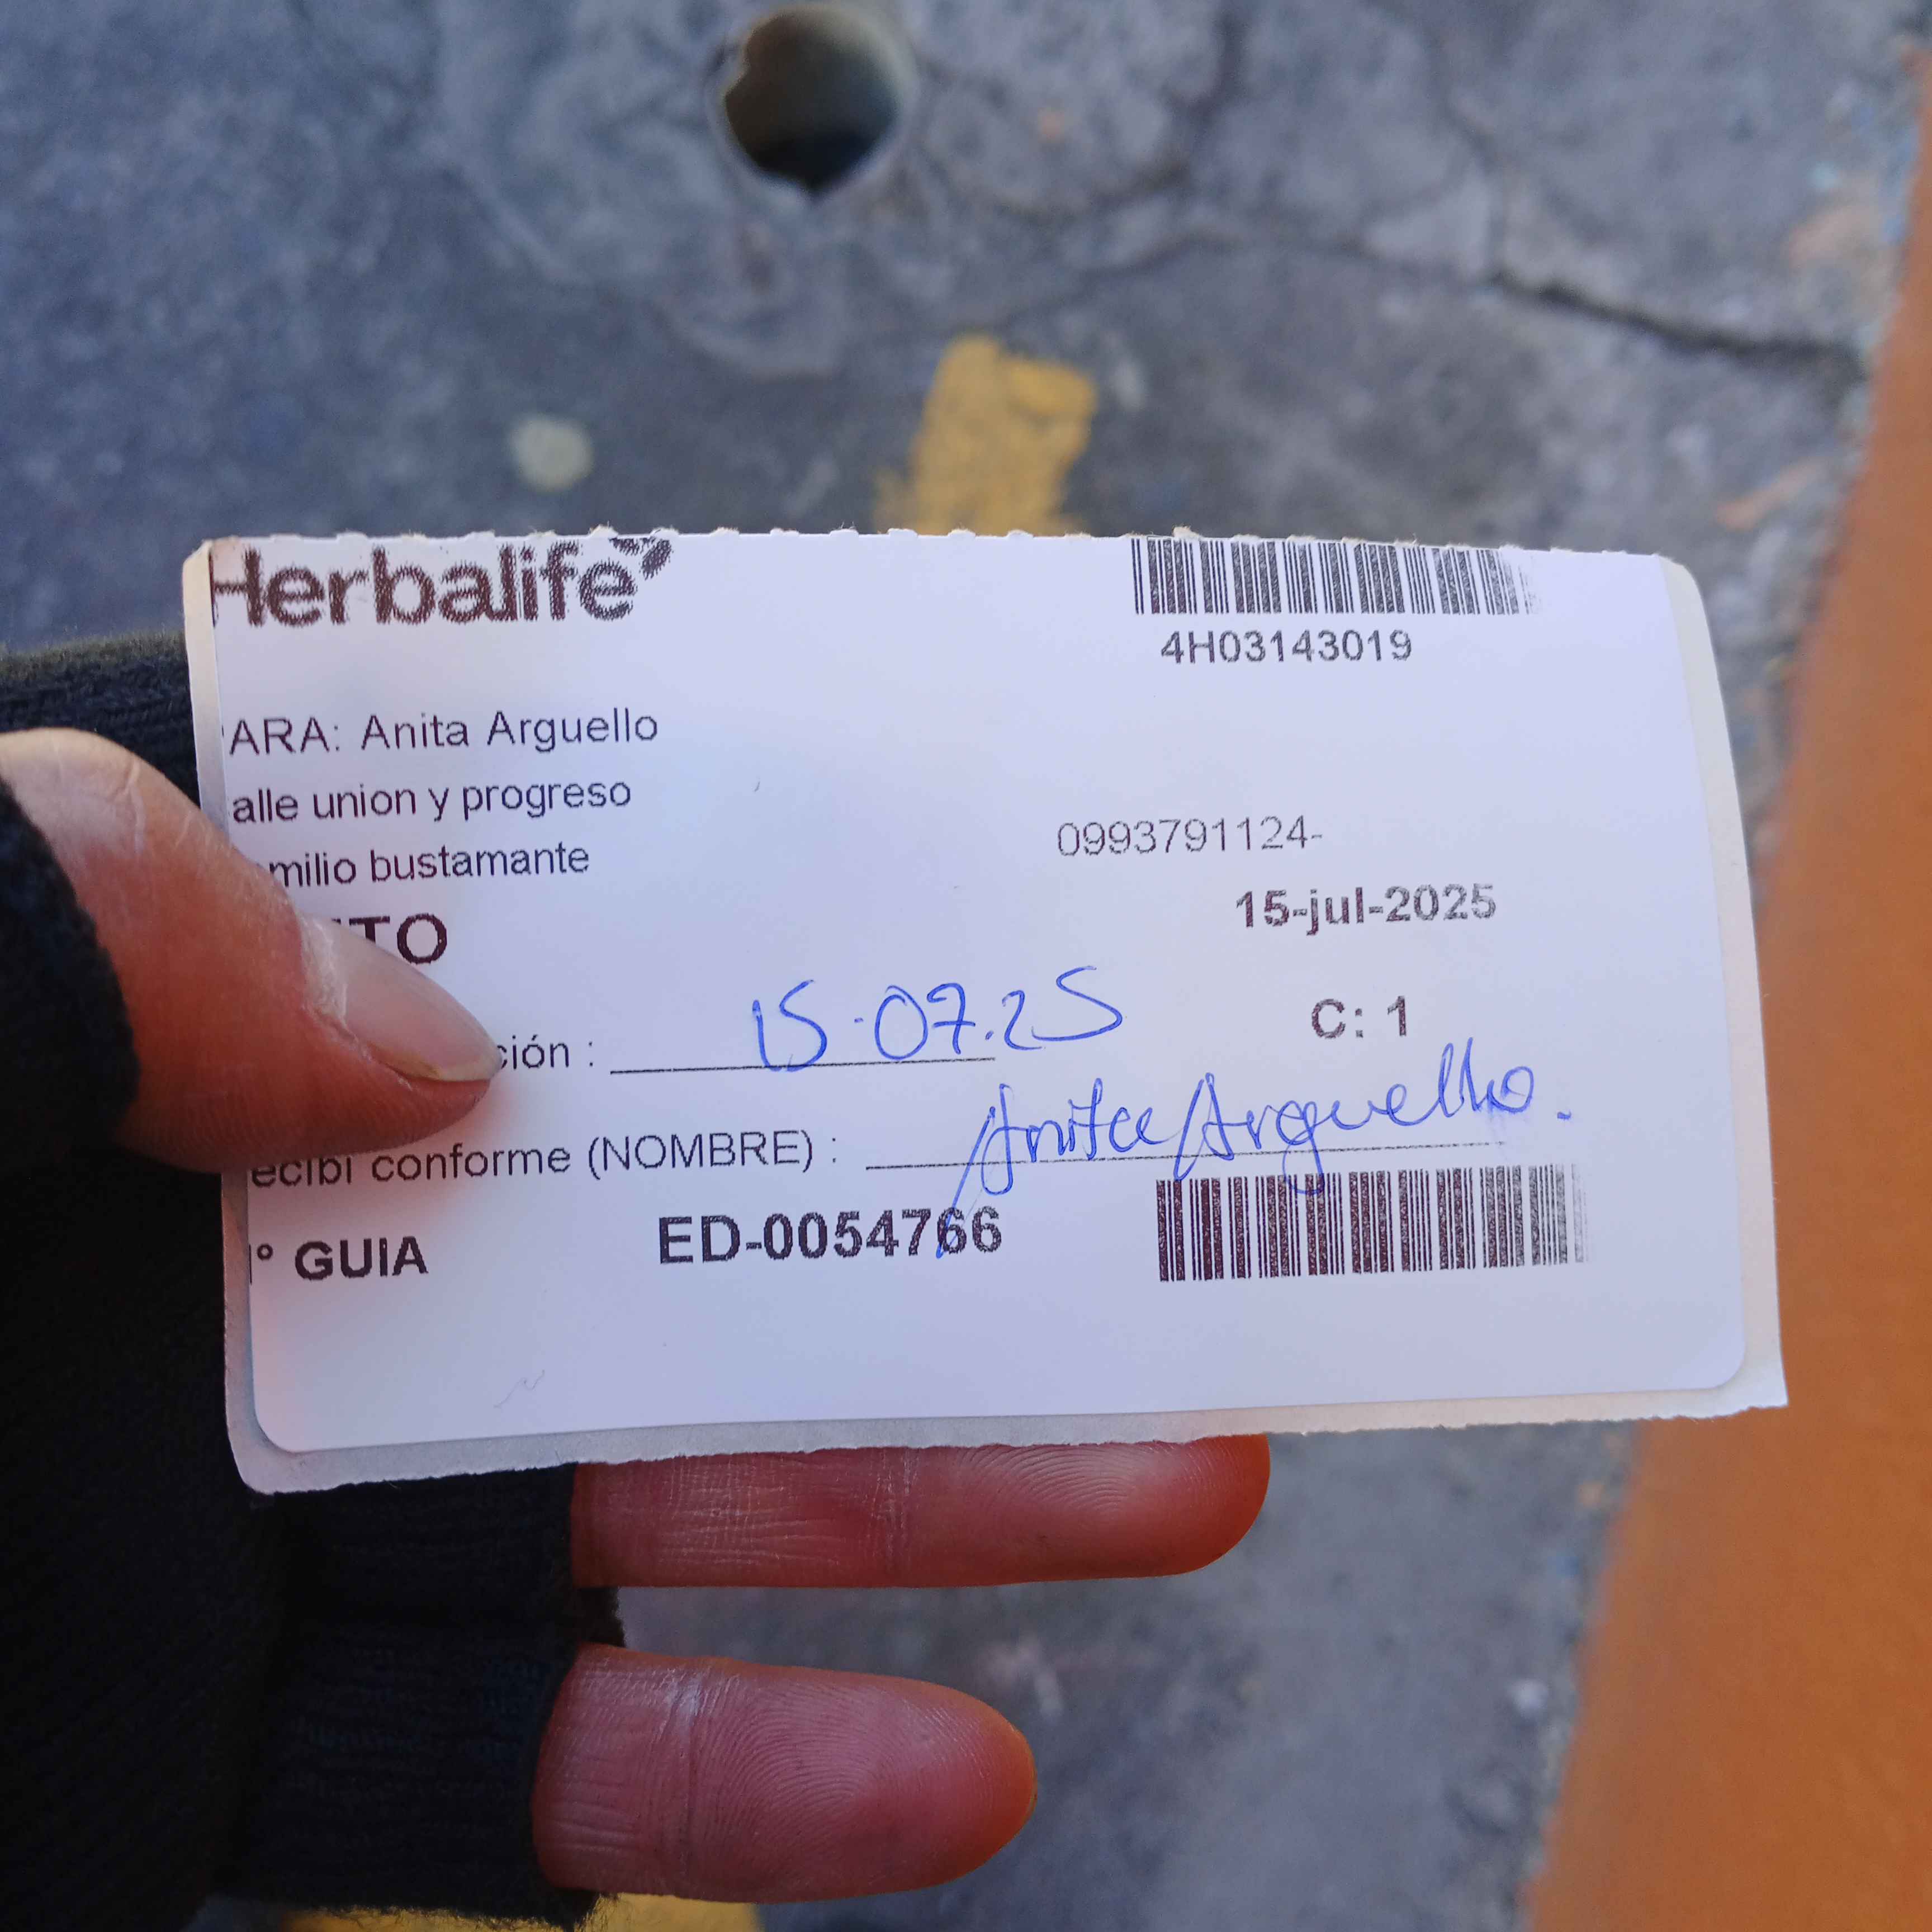 Herbalife
4H03143019
ARA: Anita Arguello
alle union y progreso
milio bustamante
0993791124-
TO
15-jul-2025
ción : 15-07-25
C: 1
ecibi conforme (NOMBRE) : Anita Arguello.
° GUIA ED-0054766